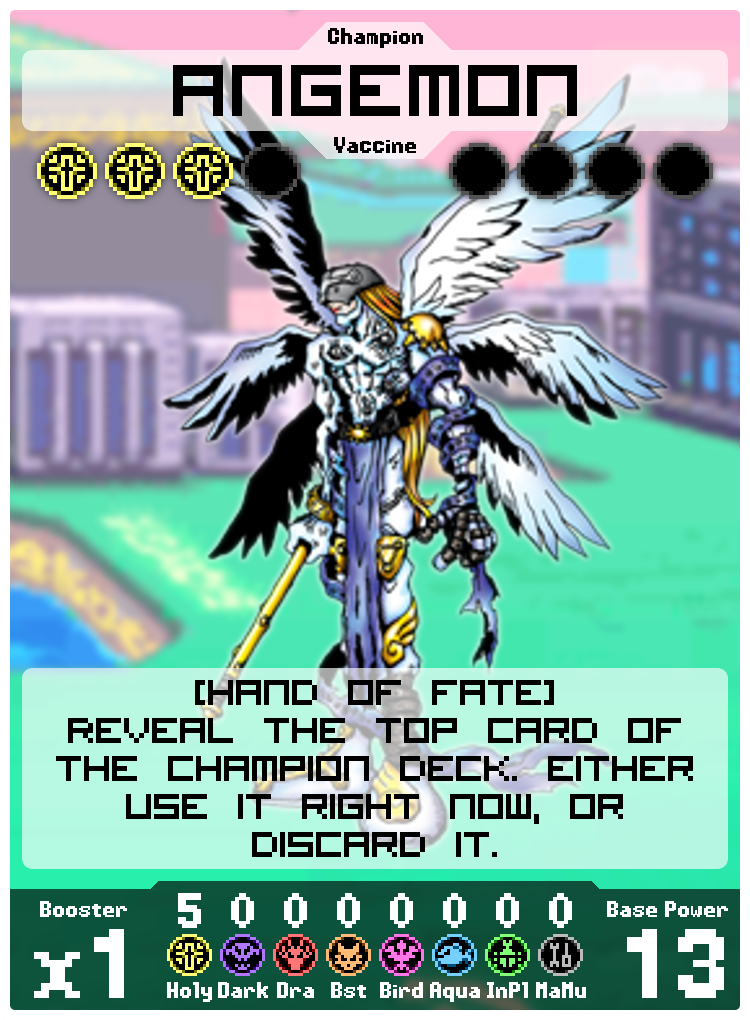 Champion
ANGEMON
Vaccine
[HAND OF FATE]
REVEAL THE TOP CARD OF
THE CHAMPION DECK. EITHER
USE IT RIGHT NOW, OR
DISCARD IT.
Booster 5 0 0 0 0 0 0 0 Base Power
x1 13
Holy Dark Dra Bst Bird Aqua InPl MaMu